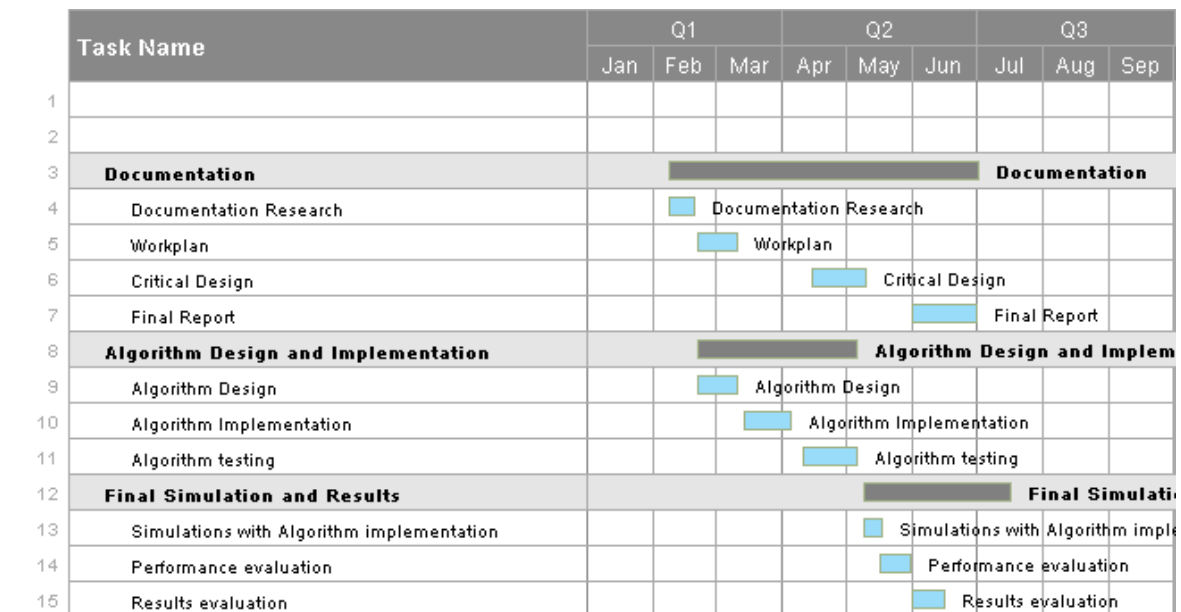 Task Name
Q1 Q2 Q3
Jan Feb Mar Apr May Jun Jul Aug Sep
1
2
3 Documentation Documentation
4 Documentation Research Documentation Research
5 Workplan Workplan
6 Critical Design Critical Design
7 Final Report Final Report
8 Algorithm Design and Implementation Algorithm Design and Implem
9 Algorithm Design Algorithm Design
10 Algorithm Implementation Algorithm Implementation
11 Algorithm testing Algorithm testing
12 Final Simulation and Results Final Simulati
13 Simulations with Algorithm implementation Simulations with Algorithm imple
14 Performance evaluation Performance evaluation
15 Results evaluation Results evaluation